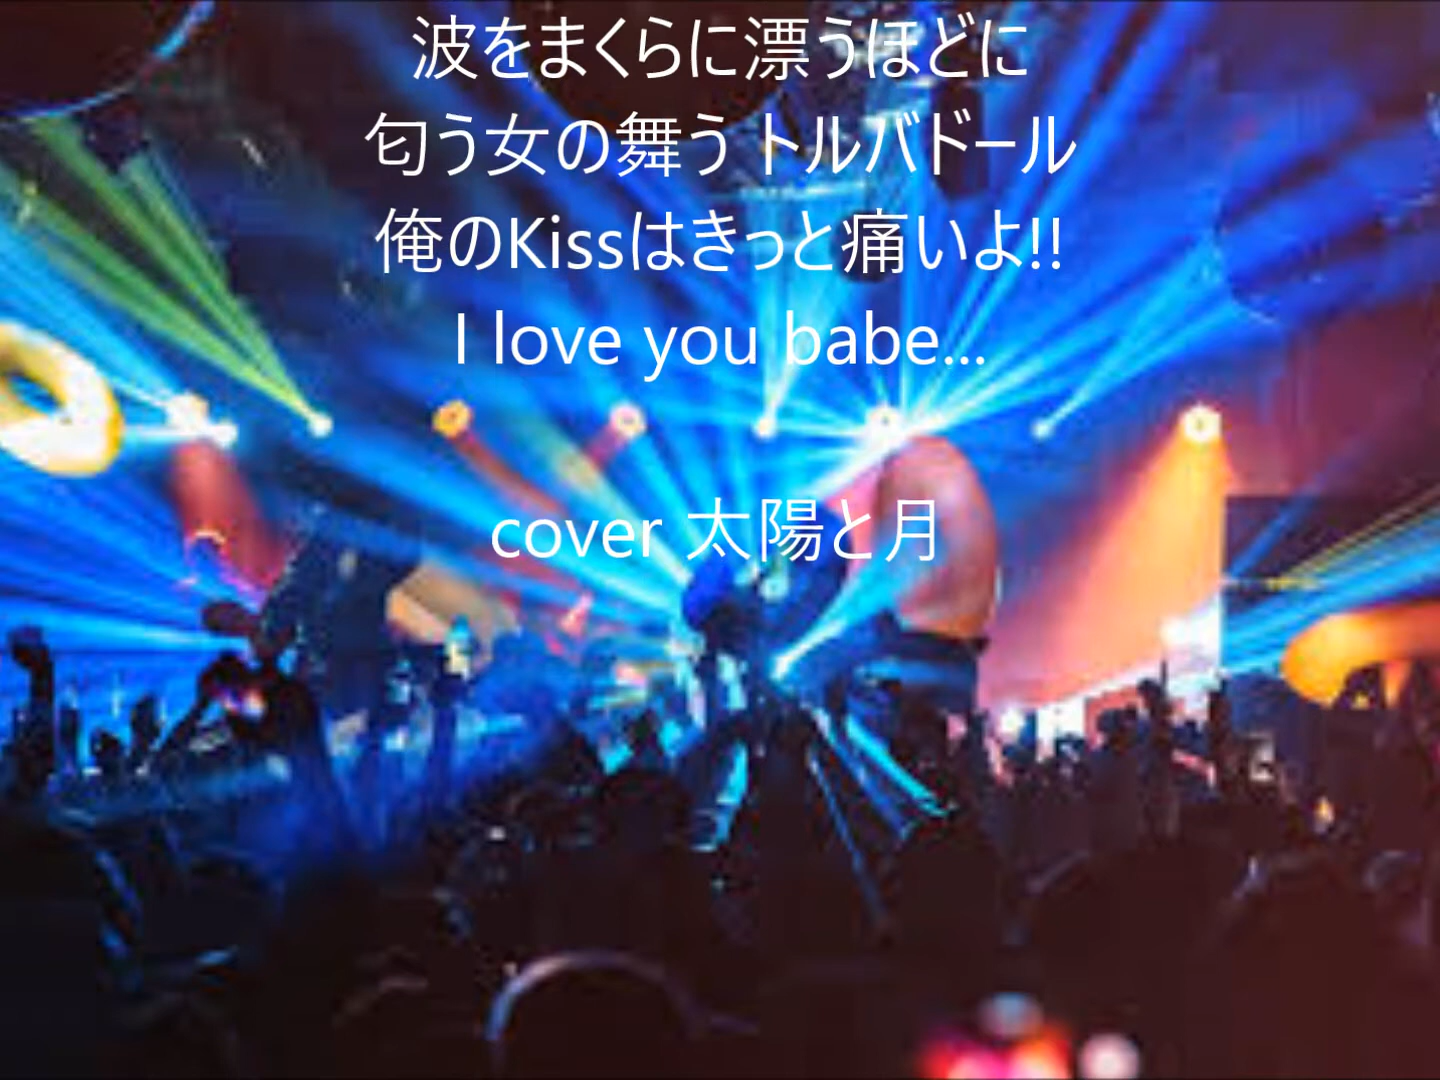 波をまくらに漂うほどに
匂う女の舞う トルバドール
俺のKissはきっと痛いよ!!
I love you babe...
cover 太陽と月